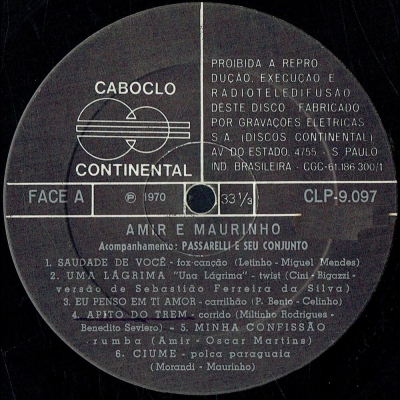 CABOCLO
CONTINENTAL
PROIBIDA A REPRO
DUÇÃO, EXECUÇÃO E
RADIOTELEDIFUSÃO
DESTE DISCO. FABRICADO
POR GRAVAÇÕES ELÉTRICAS
S.A. (DISCOS CONTINENTAL)
AV. DO ESTADO, 4755 - S. PAULO
IND. BRASILEIRA - CGC-61.186.300/1
FACE A
Ⓟ 1970
33 1/3
CLP-9.097
AMIR E MAURINHO
Acompanhamento: PASSARELLI E SEU CONJUNTO
1. SAUDADE DE VOCÊ - fox-canção (Letinho - Miguel Mendes)
2. UMA LÁGRIMA "Una Lágrima" - twist (Cini - Bigazzi -
versão de Sebastião Ferreira da Silva)
3. EU PENSO EM TI AMOR - carrilhão (P. Bento - Celinho)
4. APITO DO TREM - corrido (Miltinho Rodrigues -
Benedito Seviero) - 5. MINHA CONFISSÃO
rumba (Amir - Oscar Martins)
6. CIUME - polca paraguaia
(Morandi - Maurinho)